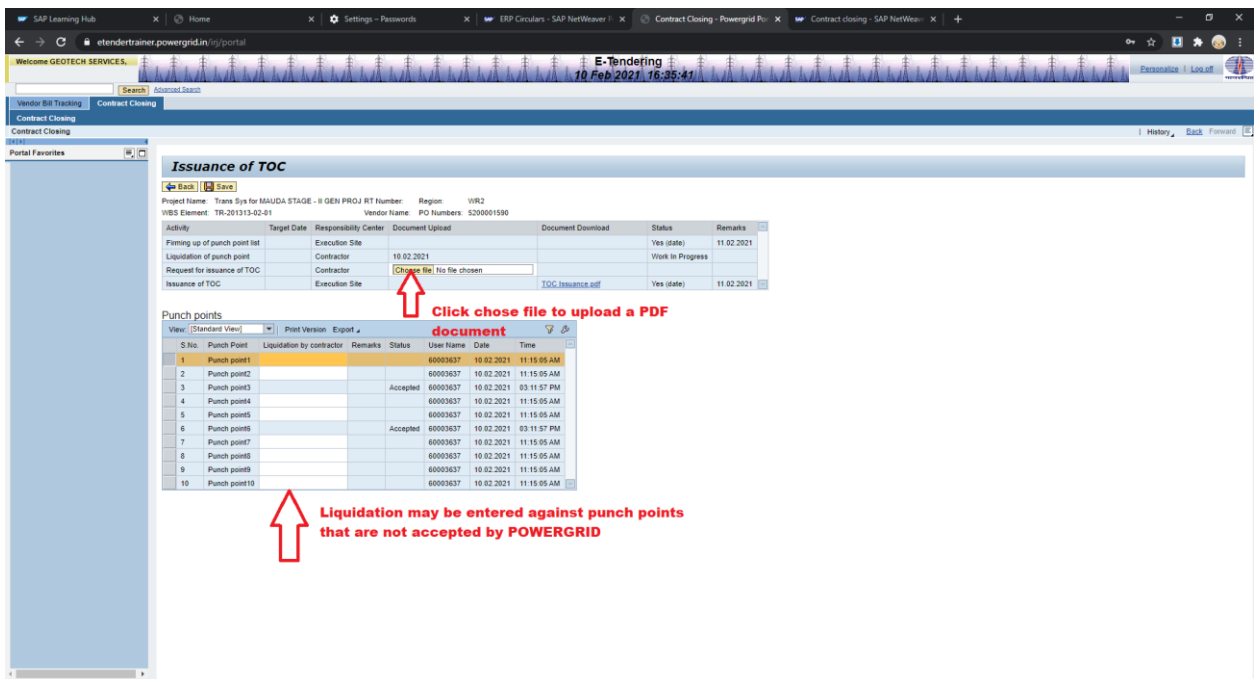 SAP Learning Hub
Home
Settings – Passwords
ERP Circulars - SAP NetWeaver P
Contract Closing - Powergrid Por
Contract closing - SAP NetWeav
etendertrainer.powergrid.in/irj/portal
Welcome GEOTECH SERVICES,
E-Tendering
10 Feb 2021 16:35:41
Personalize | Log off
Search Advanced Search
Vendor Bill Tracking Contract Closing
Contract Closing
Contract Closing | History Back Forward
Portal Favorites
Issuance of TOC
Back Save
Project Name: Trans Sys for MAUDA STAGE - II GEN PROJ RT Number: Region: WR2
WBS Element: TR-201313-02-01 Vendor Name: PO Numbers: 5200001590
Activity Target Date Responsibility Center Document Upload Document Download Status Remarks
Firming up of punch point list Execution Site Yes (date) 11.02.2021
Liquidation of punch point Contractor 10.02.2021 Work In Progress
Request for issuance of TOC Contractor Choose file No file chosen
Issuance of TOC Execution Site TOC Issuance.pdf Yes (date) 11.02.2021
Click chose file to upload a PDF
document
Punch points
View: [Standard View] Print Version Export
S.No. Punch Point Liquidation by contractor Remarks Status User Name Date Time
1 Punch point1 60003637 10.02.2021 11:15:05 AM
2 Punch point2 60003637 10.02.2021 11:15:05 AM
3 Punch point3 Accepted 60003637 10.02.2021 03:11:57 PM
4 Punch point4 60003637 10.02.2021 11:15:05 AM
5 Punch point5 60003637 10.02.2021 11:15:05 AM
6 Punch point6 Accepted 60003637 10.02.2021 03:11:57 PM
7 Punch point7 60003637 10.02.2021 11:15:05 AM
8 Punch point8 60003637 10.02.2021 11:15:05 AM
9 Punch point9 60003637 10.02.2021 11:15:05 AM
10 Punch point10 60003637 10.02.2021 11:15:05 AM
Liquidation may be entered against punch points
that are not accepted by POWERGRID